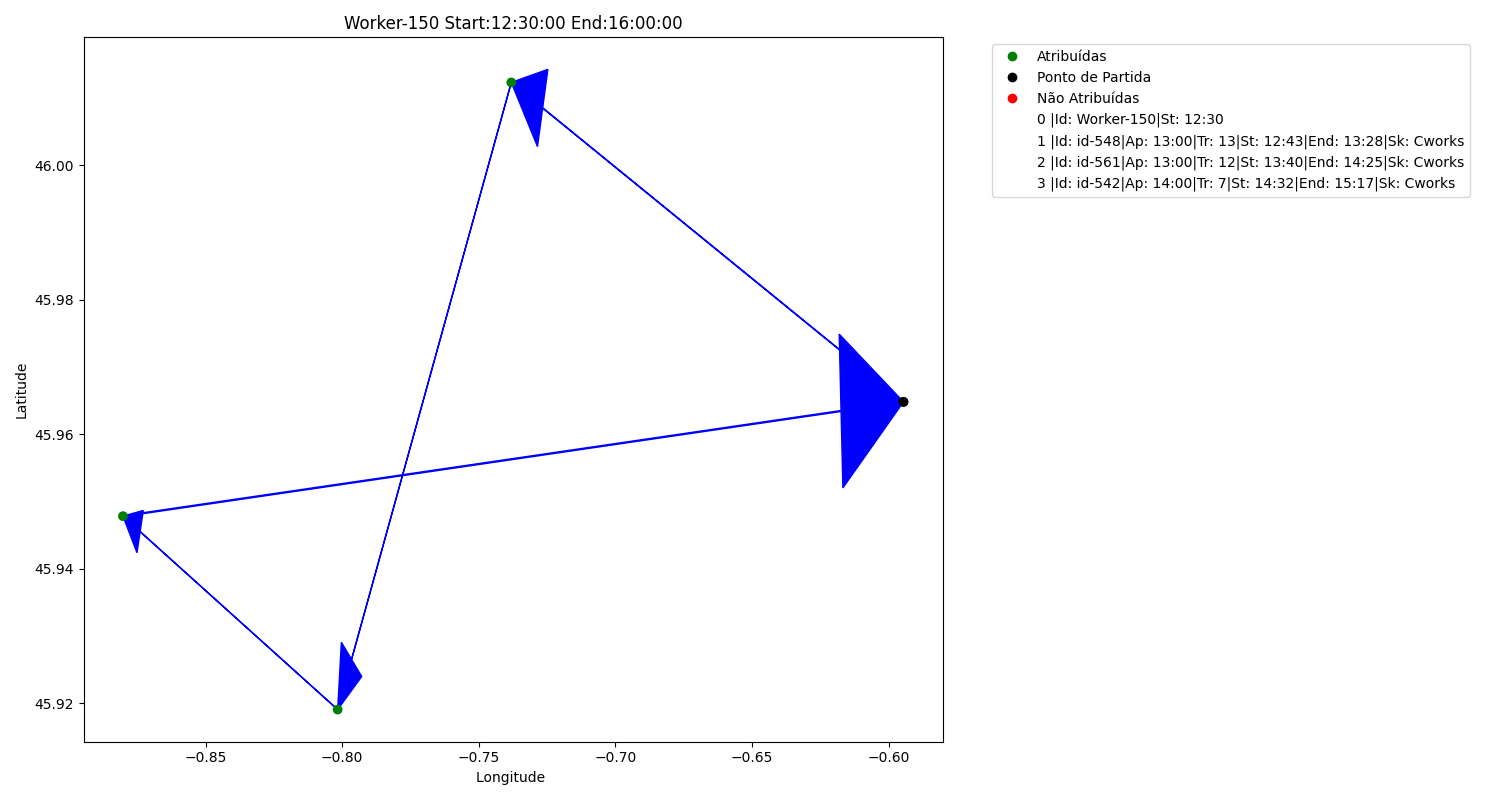 Worker-150 Start:12:30:00 End:16:00:00
Atribuídas
Ponto de Partida
Não Atribuídas
0 |Id: Worker-150|St: 12:30
1 |Id: id-548|Ap: 13:00|Tr: 13|St: 12:43|End: 13:28|Sk: Cworks
2 |Id: id-561|Ap: 13:00|Tr: 12|St: 13:40|End: 14:25|Sk: Cworks
3 |Id: id-542|Ap: 14:00|Tr: 7|St: 14:32|End: 15:17|Sk: Cworks
Latitude
46.00
45.98
45.96
45.94
45.92
−0.85 −0.80 −0.75 −0.70 −0.65 −0.60
Longitude